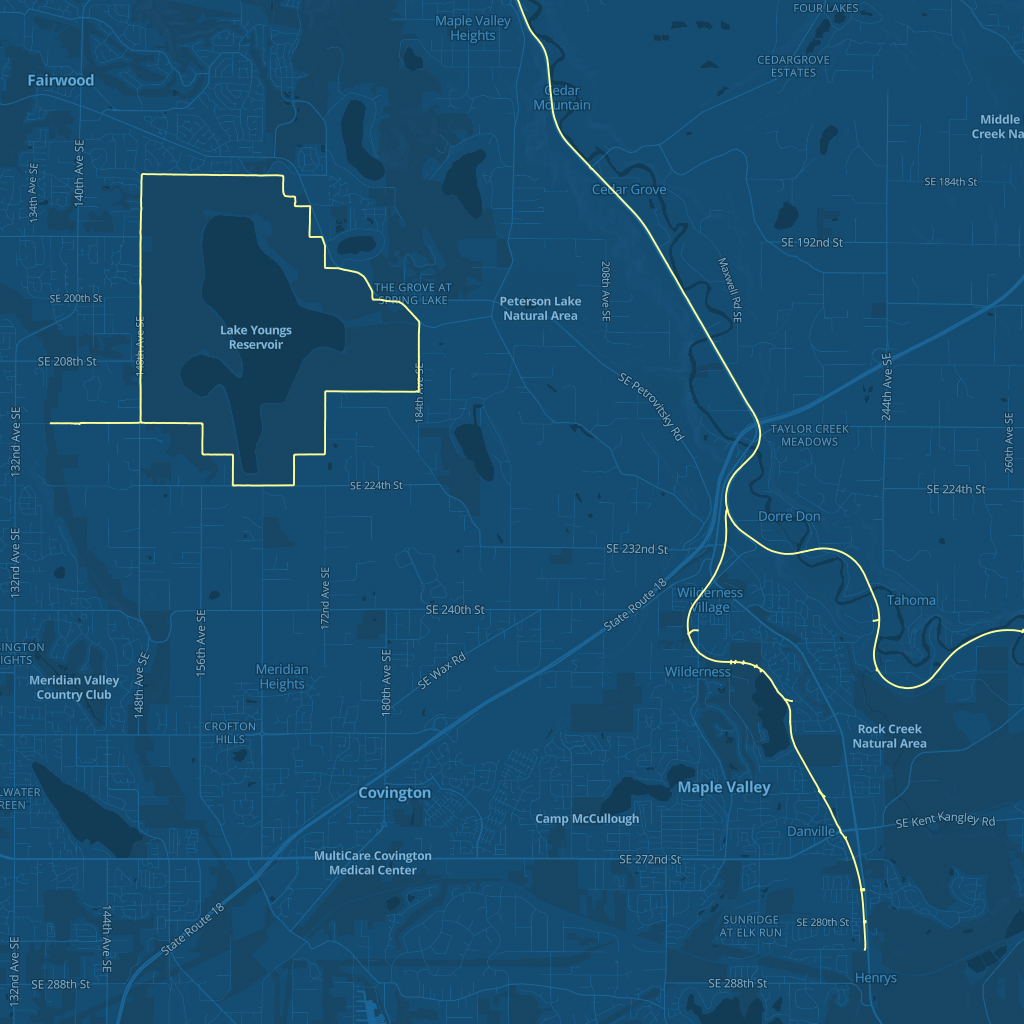 FOUR LAKES
Maple Valley
Heights
CEDARGROVE
ESTATES
Fairwood
Cedar
Mountain
Middle
Creek Na
140th Ave SE
134th Ave SE
SE 184th St
Cedar Grove
SE 192nd St
208th Ave SE
Maxwell Rd SE
THE GROVE AT
SPRING LAKE
SE 200th St
Peterson Lake
Natural Area
Lake Youngs
Reservoir
148th Ave SE
SE 208th St
184th Ave SE
SE Petrovitsky Rd
244th Ave SE
132nd Ave SE
TAYLOR CREEK
MEADOWS
260th Ave SE
SE 224th St
SE 224th St
Dorre Don
132nd Ave SE
SE 232nd St
172nd Ave SE
State Route 18
Wilderness
Village
Tahoma
SE 240th St
156th Ave SE
INGTON
IGHTS
148th Ave SE
Meridian Valley
Country Club
Meridian
Heights
180th Ave SE
SE Wax Rd
Wilderness
CROFTON
HILLS
Rock Creek
Natural Area
LWATER
REEN
Covington
Maple Valley
Camp McCullough
Danville
SE Kent Kangley Rd
MultiCare Covington
Medical Center
SE 272nd St
144th Ave SE
State Route 18
SUNRIDGE
AT ELK RUN
SE 280th St
132nd Ave SE
SE 288th St
SE 288th St
Henrys